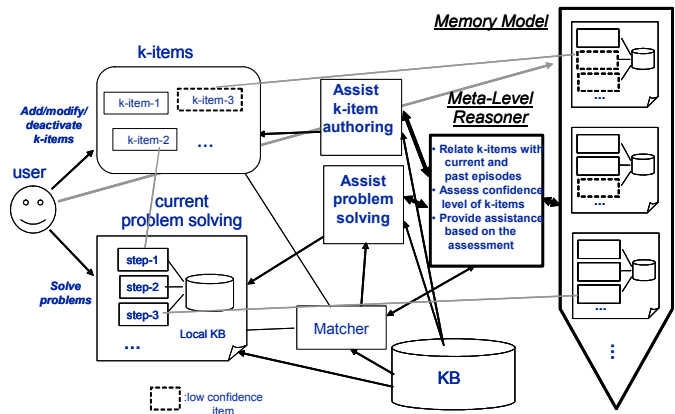 Memory Model
k-items
k-item-1
k-item-3
k-item-2
...
Add/modify/
deactivate
k-items
Assist
k-item
authoring
Meta-Level
Reasoner
• Relate k-items with
current and
past episodes
• Assess confidence
level of k-items
• Provide assistance
based on the
assessment
Assist
problem
solving
user
current
problem solving
step-1
step-2
step-3
...
Local KB
Solve
problems
Matcher
KB
...
...
...
...
:low confidence
item